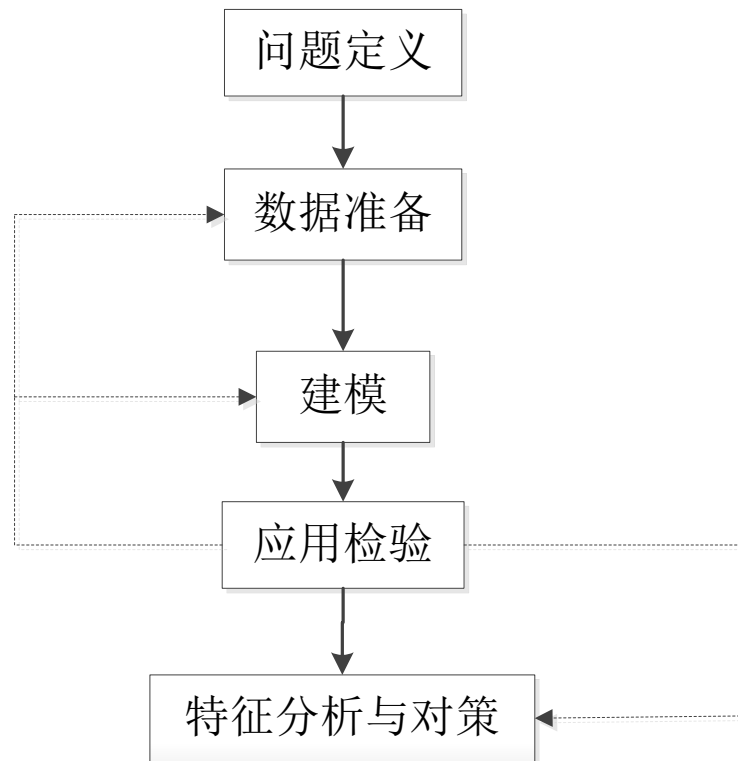 问题定义
数据准备
建模
应用检验
特征分析与对策